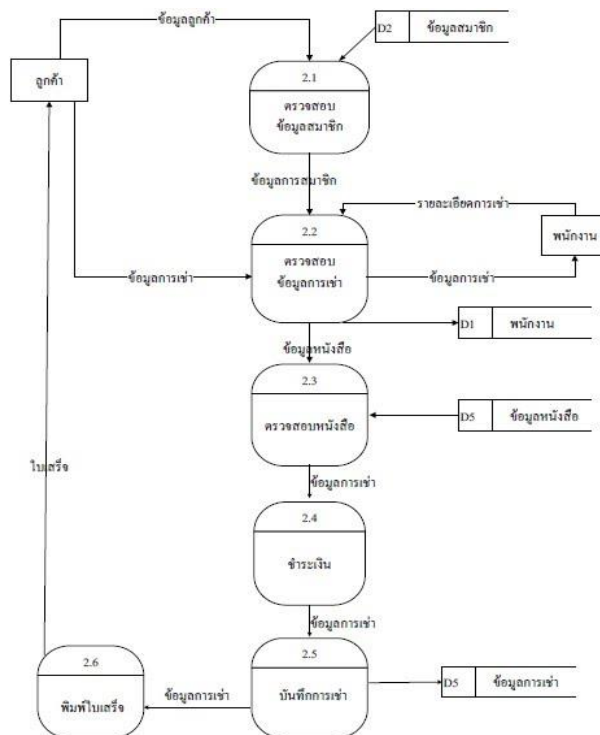 ข้อมูลลูกค้า
D2 ข้อมูลสมาชิก
ลูกค้า
2.1
ตรวจสอบ
ข้อมูลสมาชิก
ข้อมูลการสมาชิก
รายละเอียดการเช่า
2.2
พนักงาน
ตรวจสอบ
ข้อมูลการเช่า
ข้อมูลการเช่า
ข้อมูลการเช่า
D1 พนักงาน
ข้อมูลหนังสือ
2.3
ตรวจสอบหนังสือ
D5 ข้อมูลหนังสือ
ใบเสร็จ
ข้อมูลการเช่า
2.4
ชำระเงิน
ข้อมูลการเช่า
2.5
2.6
พิมพ์ใบเสร็จ
ข้อมูลการเช่า
บันทึกการเช่า
D5 ข้อมูลการเช่า